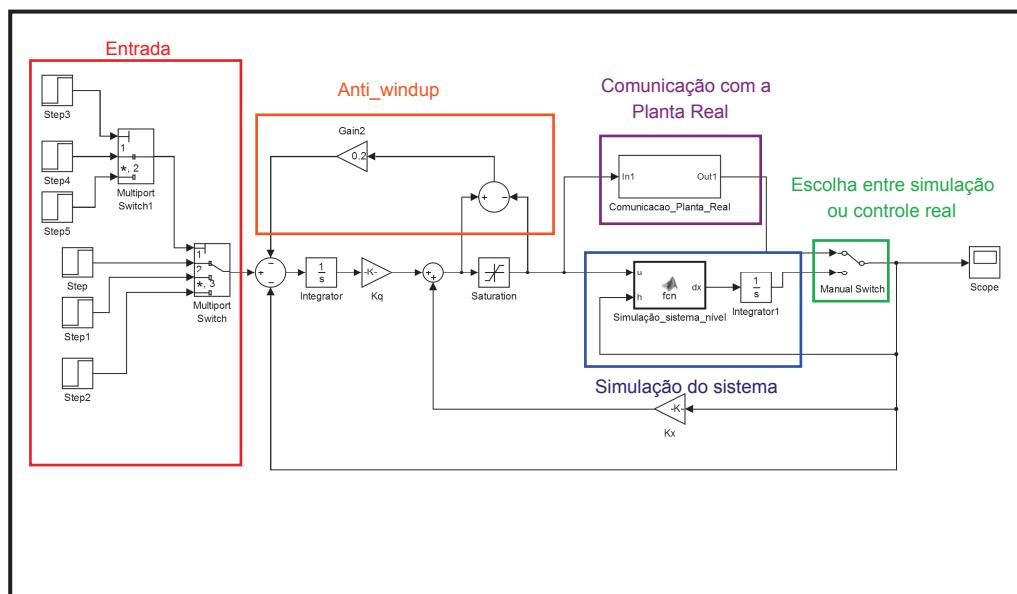 Entrada
Step3
Step4
Step5
1
*, 2
Multiport
Switch1
Step
Step1
Step2
1
2
*, 3
Multiport
Switch
Anti_windup
Gain2
0.2
+
−
−
+
−
1
s
Integrator
-K-
Kq
+
+
Saturation
Comunicação com a
Planta Real
In1
Out1
Comunicacao_Planta_Real
u
h
fcn
dx
Simulação_sistema_nível
1
s
Integrator1
Simulação do sistema
-K-
Kx
Escolha entre simulação
ou controle real
Manual Switch
Scope